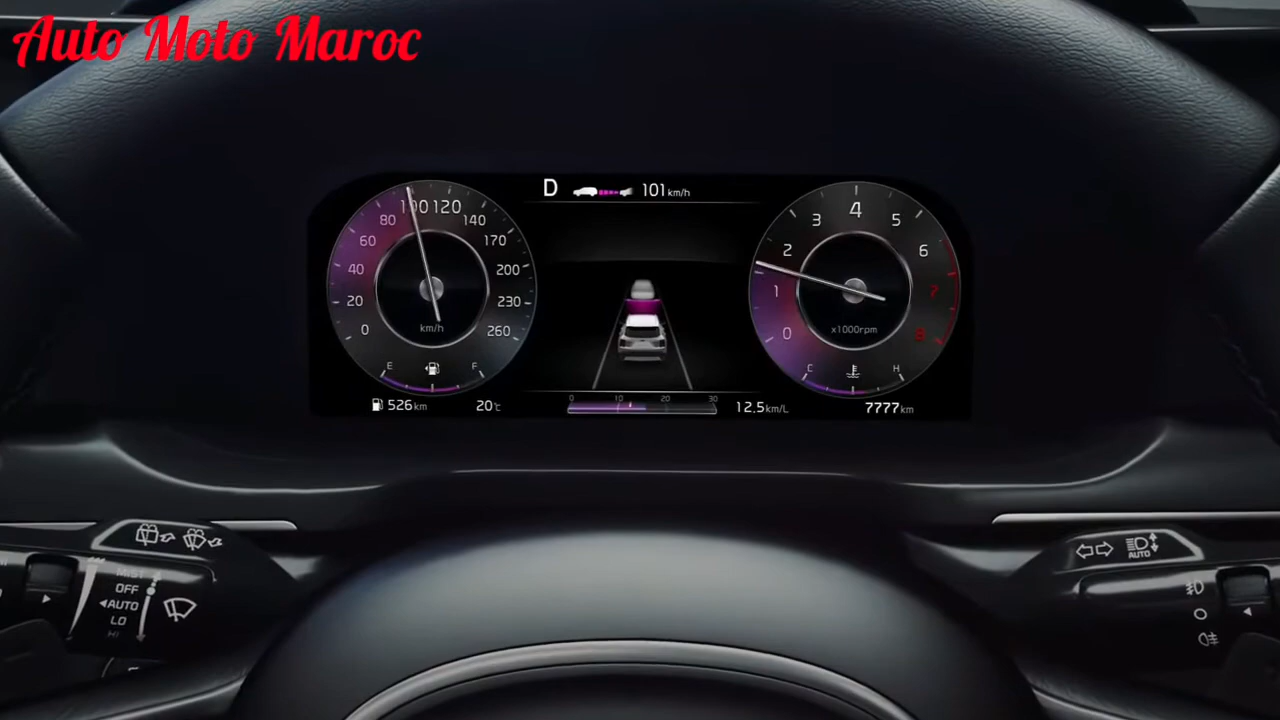 Auto Moto Maroc
D 101 km/h
0 20 40 60 80 100 120 140 170 200 230 260
km/h
E F
0 1 2 3 4 5 6 7 8
x1000rpm
C H
526 km 20℃
0 10 20 30
12.5 km/L
7777 km
MIST
OFF
AUTO
LO
HI
AUTO